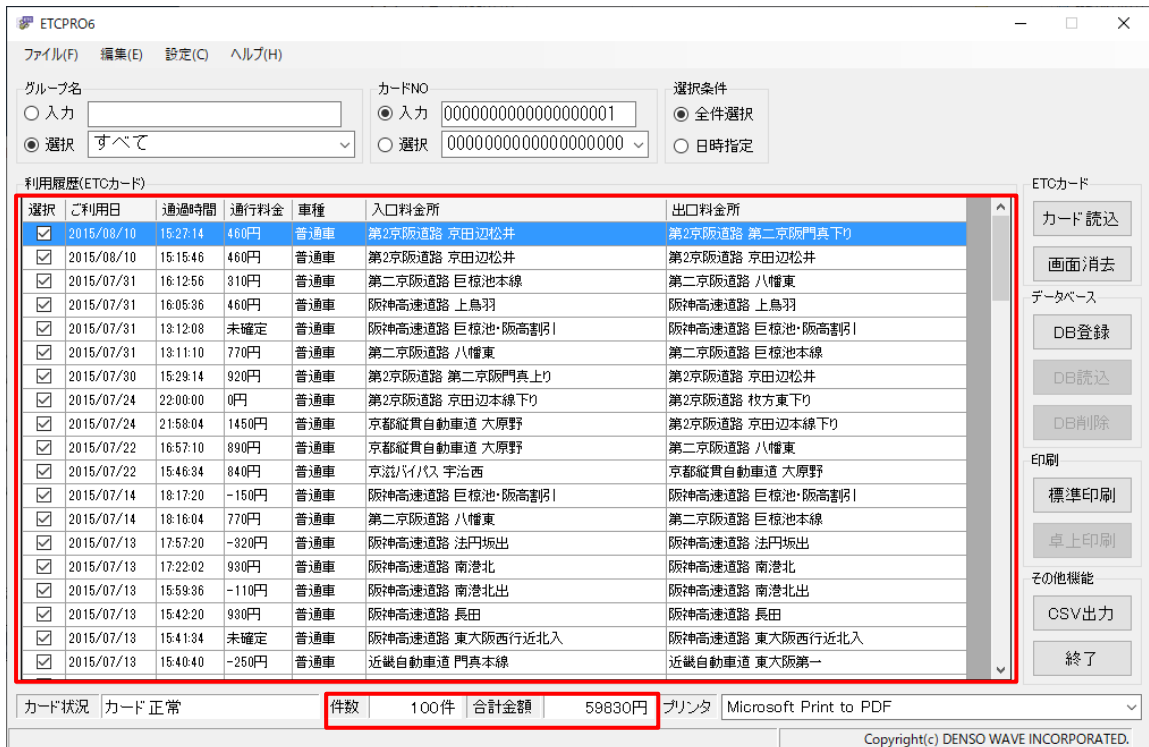 ETCPRO6
ファイル(F) 編集(E) 設定(C) ヘルプ(H)
グループ名 カードNO 選択条件
入力 入力 0000000000000000001 全件選択
選択 すべて 選択 0000000000000000000 日時指定
利用履歴(ETCカード) ETCカード
選択 ご利用日 通過時間 通行料金 車種 入口料金所 出口料金所
2015/08/10 15:27:14 460円 普通車 第2京阪道路 京田辺松井 第2京阪道路 第二京阪門真下り
2015/08/10 15:15:46 460円 普通車 第2京阪道路 京田辺松井 第2京阪道路 京田辺松井
2015/07/31 16:12:56 310円 普通車 第二京阪道路 巨椋池本線 第二京阪道路 八幡東
2015/07/31 16:05:36 460円 普通車 阪神高速道路 上鳥羽 阪神高速道路 上鳥羽
2015/07/31 13:12:08 未確定 普通車 阪神高速道路 巨椋池・阪高割引 阪神高速道路 巨椋池・阪高割引
2015/07/31 13:11:10 770円 普通車 第二京阪道路 八幡東 第二京阪道路 巨椋池本線
2015/07/30 15:29:14 920円 普通車 第2京阪道路 第二京阪門真上り 第2京阪道路 京田辺松井
2015/07/24 22:00:00 0円 普通車 第2京阪道路 京田辺本線下り 第2京阪道路 枚方東下り
2015/07/24 21:58:04 1450円 普通車 京都縦貫自動車道 大原野 第2京阪道路 京田辺本線下り
2015/07/22 16:57:10 890円 普通車 京都縦貫自動車道 大原野 第二京阪道路 八幡東
2015/07/22 15:46:34 840円 普通車 京滋バイパス 宇治西 京都縦貫自動車道 大原野
2015/07/14 18:17:20 -150円 普通車 阪神高速道路 巨椋池・阪高割引 阪神高速道路 巨椋池・阪高割引
2015/07/14 18:16:04 770円 普通車 第二京阪道路 八幡東 第二京阪道路 巨椋池本線
2015/07/13 17:57:20 -320円 普通車 阪神高速道路 法円坂出 阪神高速道路 法円坂出
2015/07/13 17:22:02 930円 普通車 阪神高速道路 南港北 阪神高速道路 南港北
2015/07/13 15:59:36 -110円 普通車 阪神高速道路 南港北出 阪神高速道路 南港北出
2015/07/13 15:42:20 930円 普通車 阪神高速道路 長田 阪神高速道路 長田
2015/07/13 15:41:34 未確定 普通車 阪神高速道路 東大阪西行近北入 阪神高速道路 東大阪西行近北入
2015/07/13 15:40:40 -250円 普通車 近畿自動車道 門真本線 近畿自動車道 東大阪第一
カード読込
画面消去
データベース
DB登録
DB読込
DB削除
印刷
標準印刷
卓上印刷
その他機能
CSV出力
終了
カード状況 カード正常 件数 100件 合計金額 59830円 プリンタ Microsoft Print to PDF
Copyright(c) DENSO WAVE INCORPORATED.